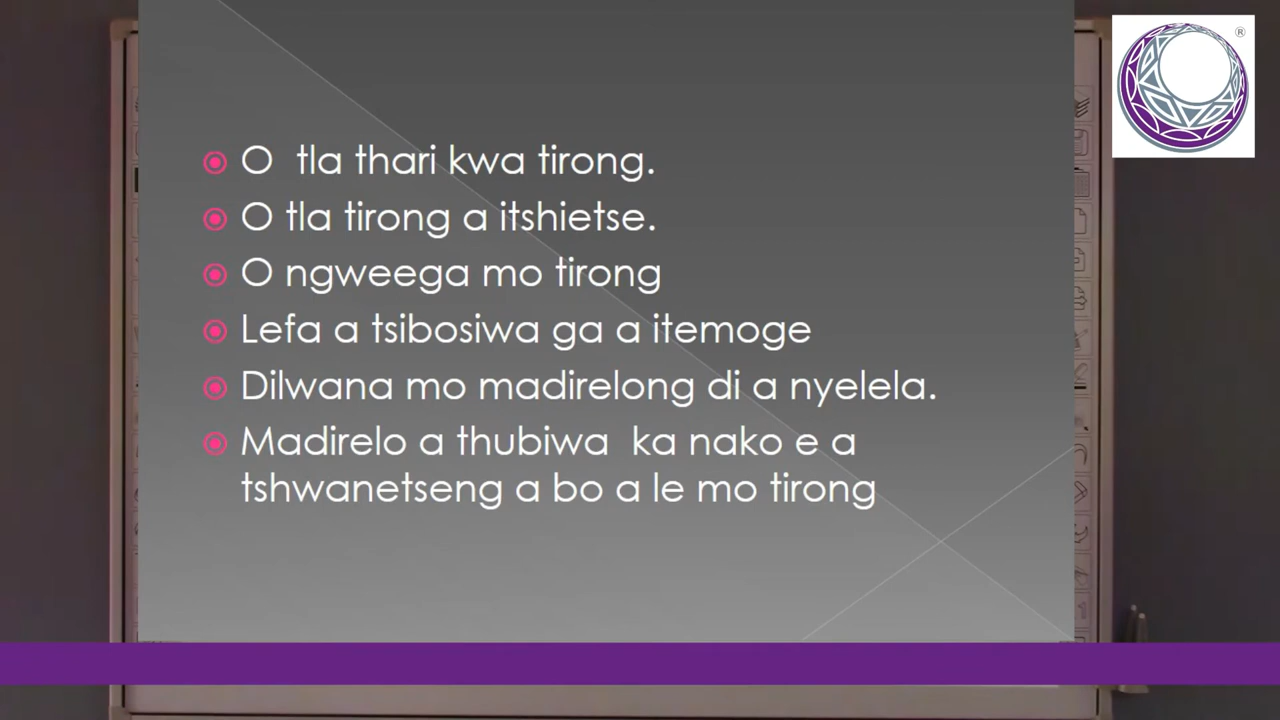 O tla thari kwa tirong.
O tla tirong a itshietse.
O ngweega mo tirong
Lefa a tsibosiwa ga a itemoge
Dilwana mo madirelong di a nyelela.
Madirelo a thubiwa ka nako e a
tshwanetseng a bo a le mo tirong
®